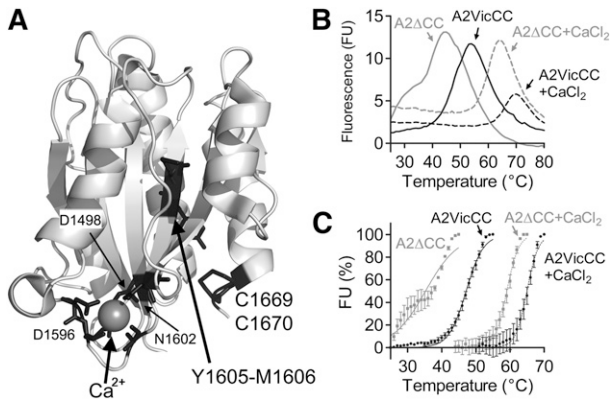 A
D1498
D1596
N1602
C1669
C1670
Y1605-M1606
Ca²⁺
B
Fluorescence (FU)
15
10
5
0
A2ΔCC
A2VicCC
A2ΔCC+CaCl₂
A2VicCC
+CaCl₂
30 40 50 60 70 80
Temperature (°C)
C
FU (%)
100
80
60
40
20
0
A2ΔCC
A2VicCC
A2ΔCC+CaCl₂
A2VicCC
+CaCl₂
30 40 50 60 70
Temperature (°C)